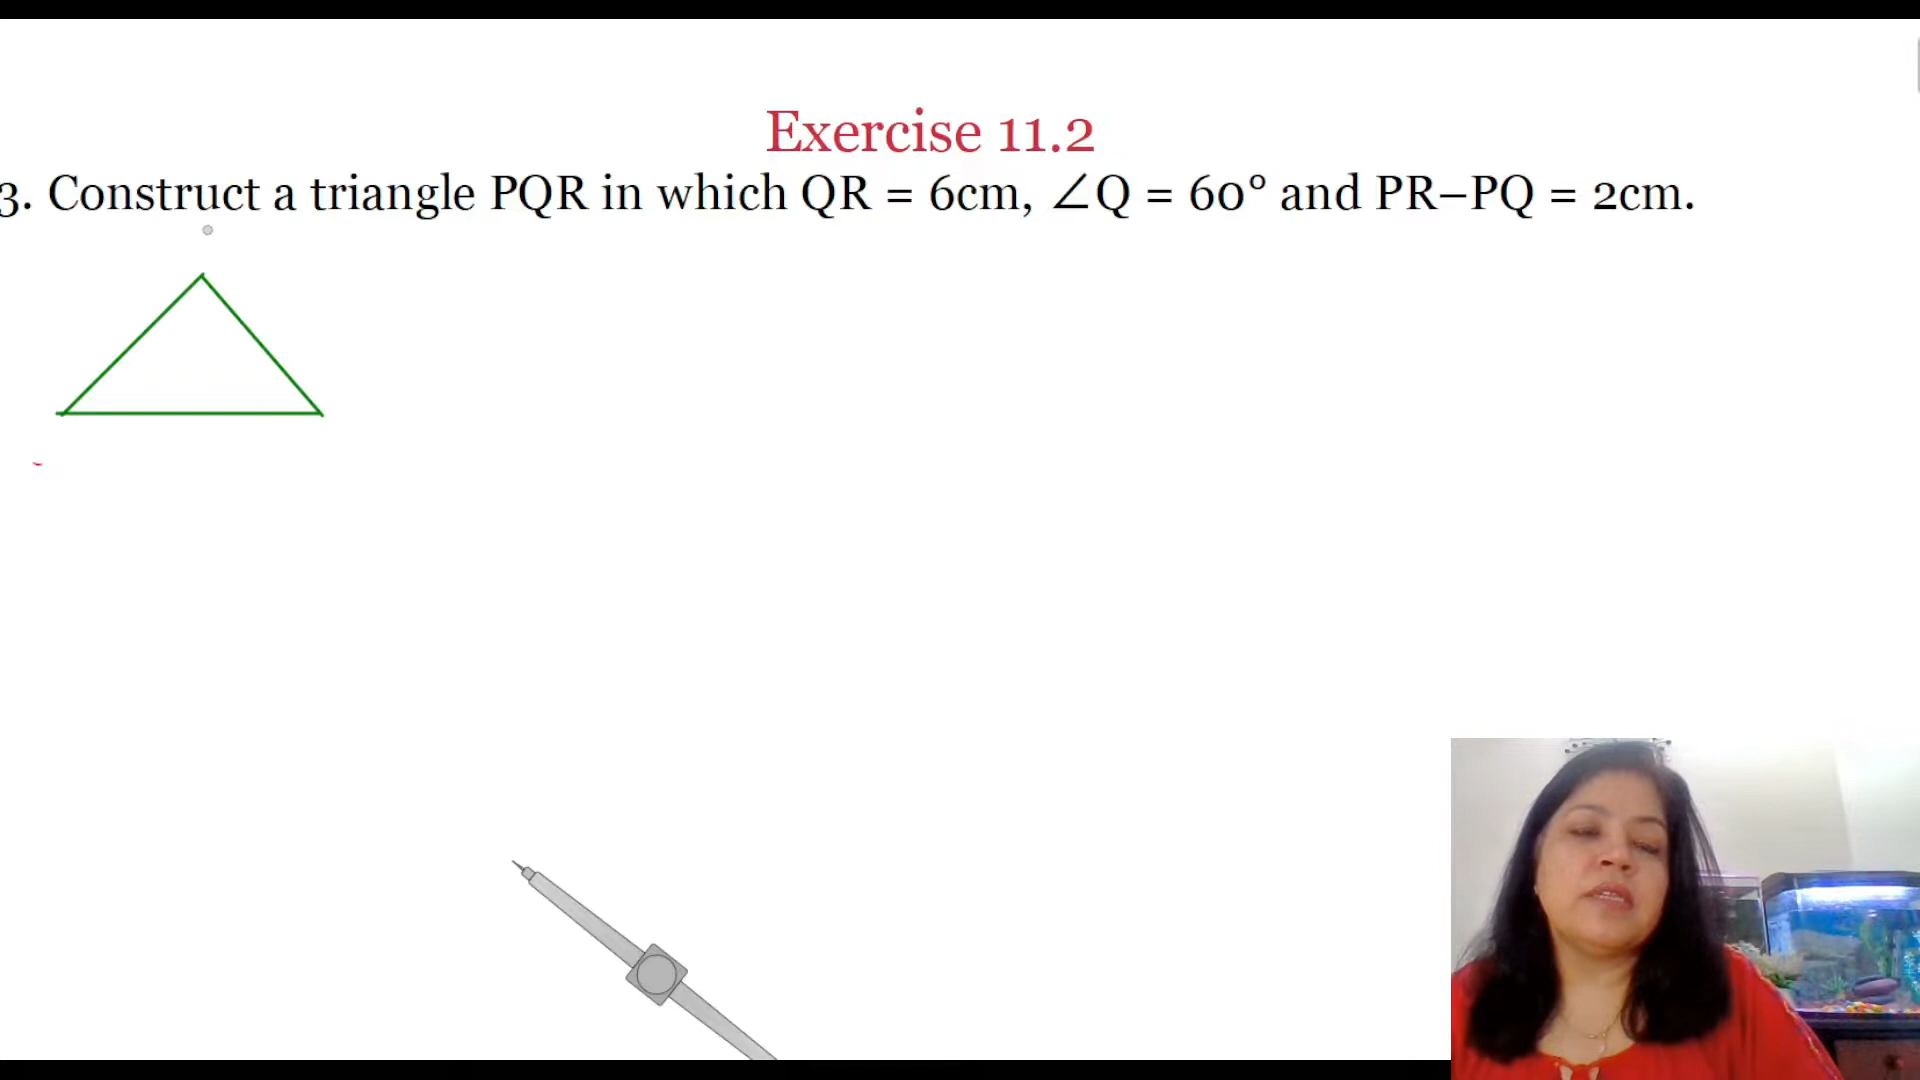 Exercise 11.2
3. Construct a triangle PQR in which QR = 6cm, ∠Q = 60° and PR–PQ = 2cm.